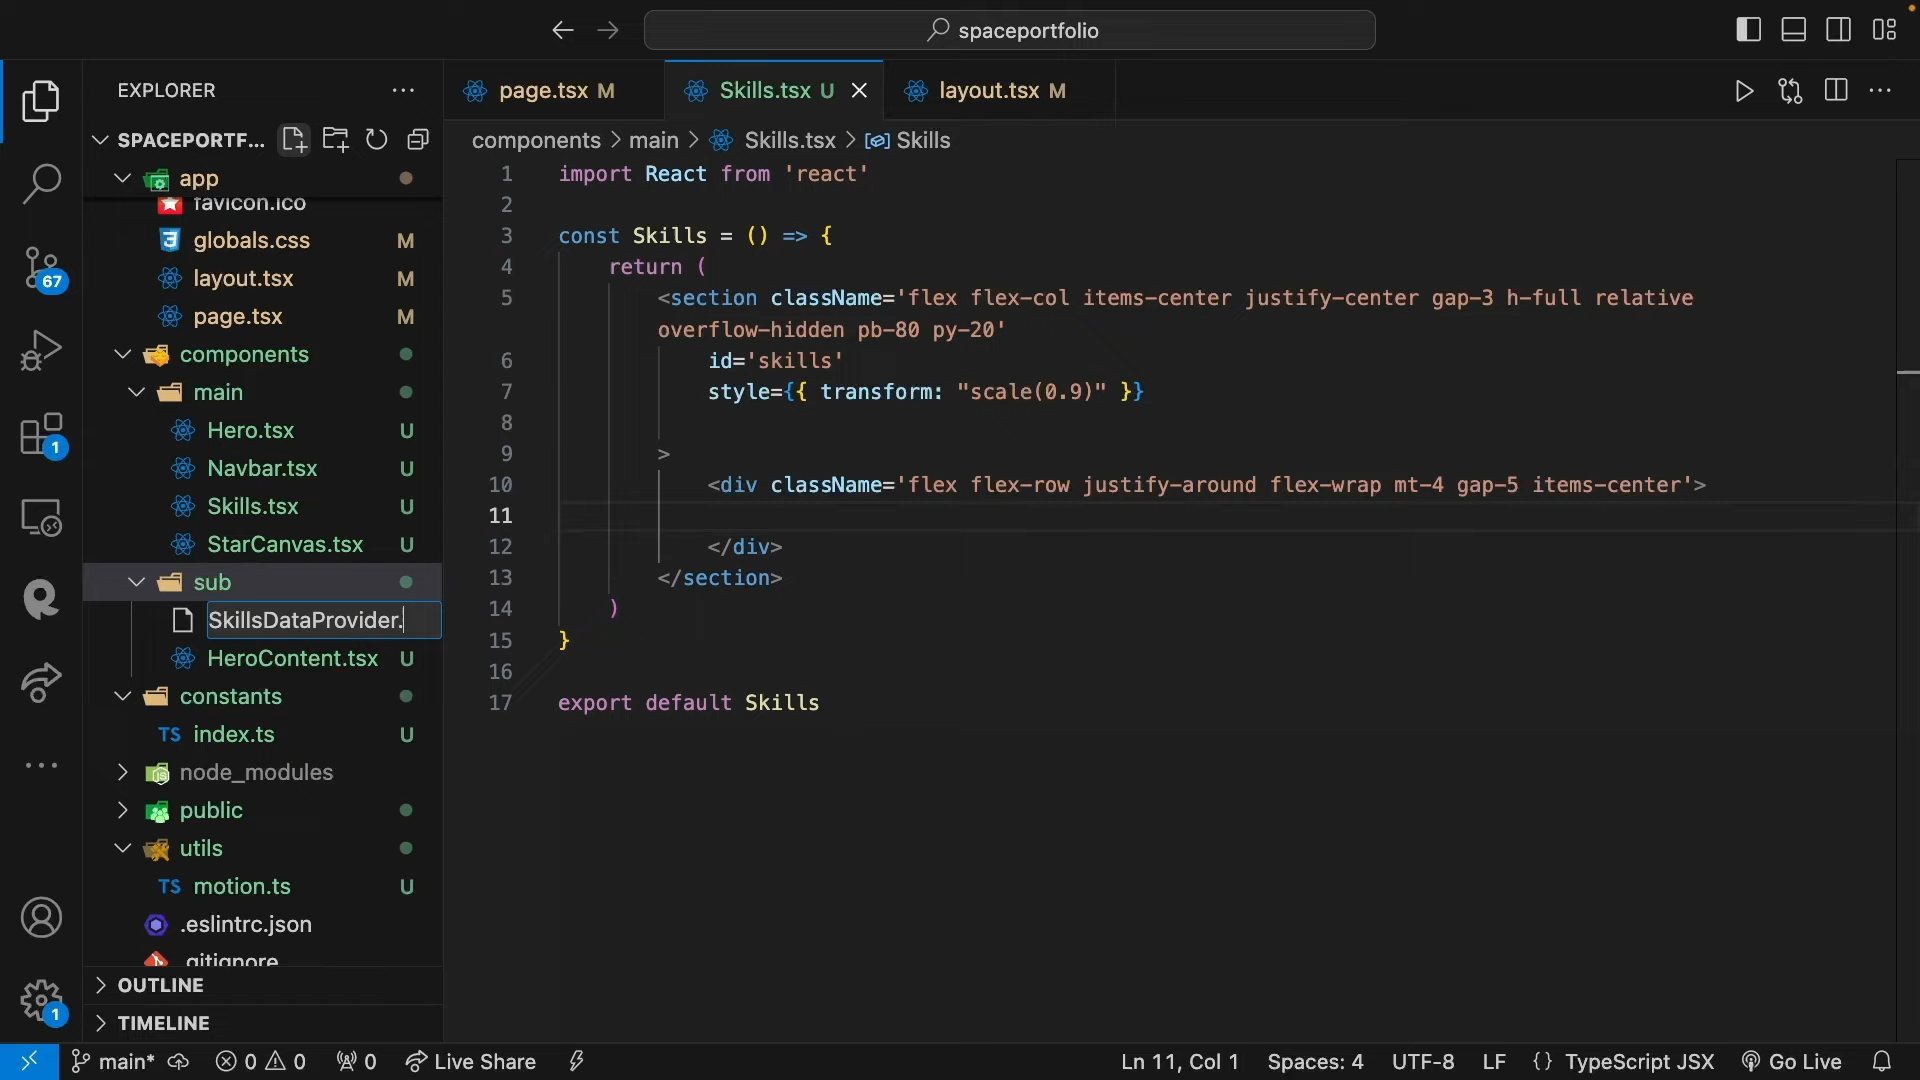 spaceportfolio
EXPLORER
SPACEPORTF...
app
favicon.ico
globals.css M
layout.tsx M
page.tsx M
components
main
Hero.tsx U
Navbar.tsx U
Skills.tsx U
StarCanvas.tsx U
sub
SkillsDataProvider.
HeroContent.tsx U
constants
TS index.ts U
node_modules
public
utils
TS motion.ts U
.eslintrc.json
.gitignore
OUTLINE
TIMELINE
67
1
1
page.tsx M
Skills.tsx U
layout.tsx M
components > main > Skills.tsx > Skills
1 import React from 'react'
2
3 const Skills = () => {
4 return (
5 <section className='flex flex-col items-center justify-center gap-3 h-full relative
overflow-hidden pb-80 py-20'
6 id='skills'
7 style={{ transform: "scale(0.9)" }}
8
9 >
10 <div className='flex flex-row justify-around flex-wrap mt-4 gap-5 items-center'>
11
12 </div>
13 </section>
14 )
15 }
16
17 export default Skills
main* 0 0 0 Live Share Ln 11, Col 1 Spaces: 4 UTF-8 LF {} TypeScript JSX Go Live